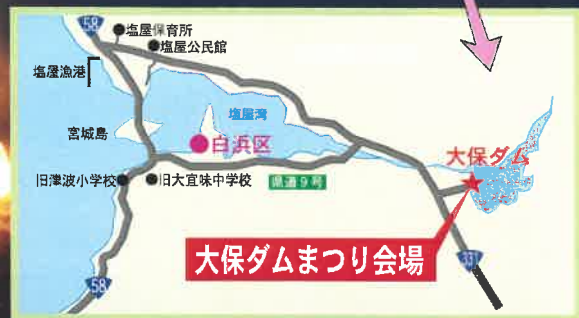 58
塩屋保育所
塩屋公民館
塩屋漁港
塩屋湾
宮城島
白浜区
大保ダム
旧津波小学校
旧大宜味中学校
県道9号
大保ダムまつり会場
58
331